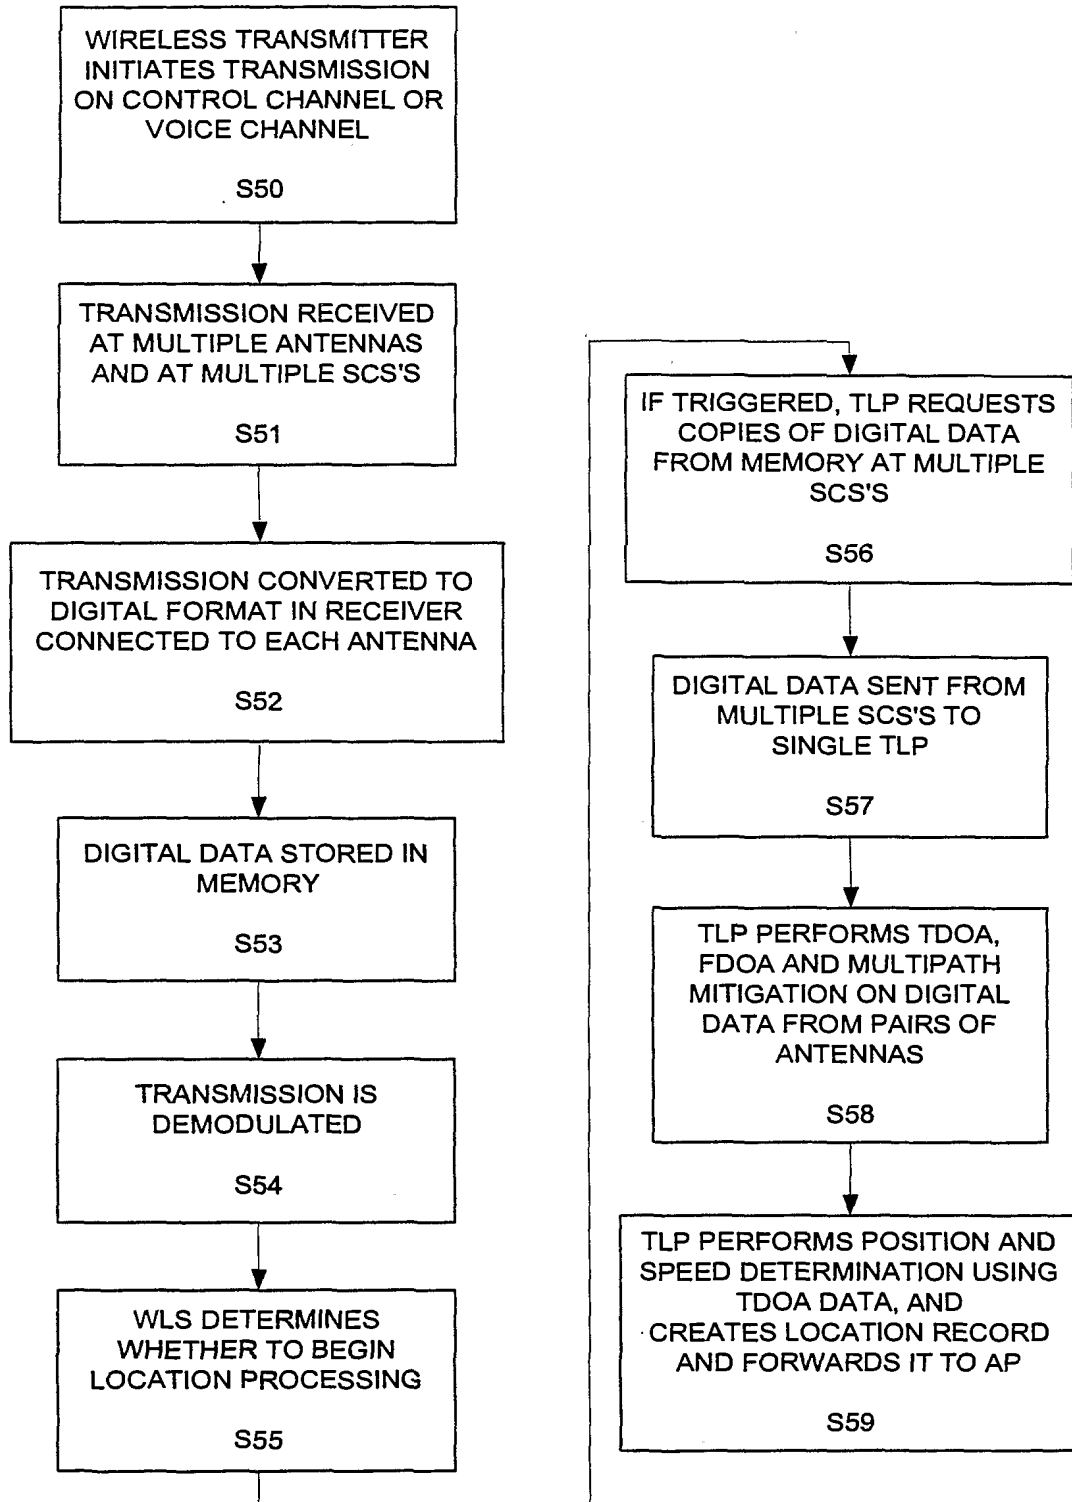 WIRELESS TRANSMITTER
INITIATES TRANSMISSION
ON CONTROL CHANNEL OR
VOICE CHANNEL
S50
TRANSMISSION RECEIVED
AT MULTIPLE ANTENNAS
AND AT MULTIPLE SCS'S
S51
TRANSMISSION CONVERTED TO
DIGITAL FORMAT IN RECEIVER
CONNECTED TO EACH ANTENNA
S52
DIGITAL DATA STORED IN
MEMORY
S53
TRANSMISSION IS
DEMODULATED
S54
WLS DETERMINES
WHETHER TO BEGIN
LOCATION PROCESSING
S55
IF TRIGGERED, TLP REQUESTS
COPIES OF DIGITAL DATA
FROM MEMORY AT MULTIPLE
SCS'S
S56
DIGITAL DATA SENT FROM
MULTIPLE SCS'S TO
SINGLE TLP
S57
TLP PERFORMS TDOA,
FDOA AND MULTIPATH
MITIGATION ON DIGITAL
DATA FROM PAIRS OF
ANTENNAS
S58
TLP PERFORMS POSITION AND
SPEED DETERMINATION USING
TDOA DATA, AND
CREATES LOCATION RECORD
AND FORWARDS IT TO AP
S59